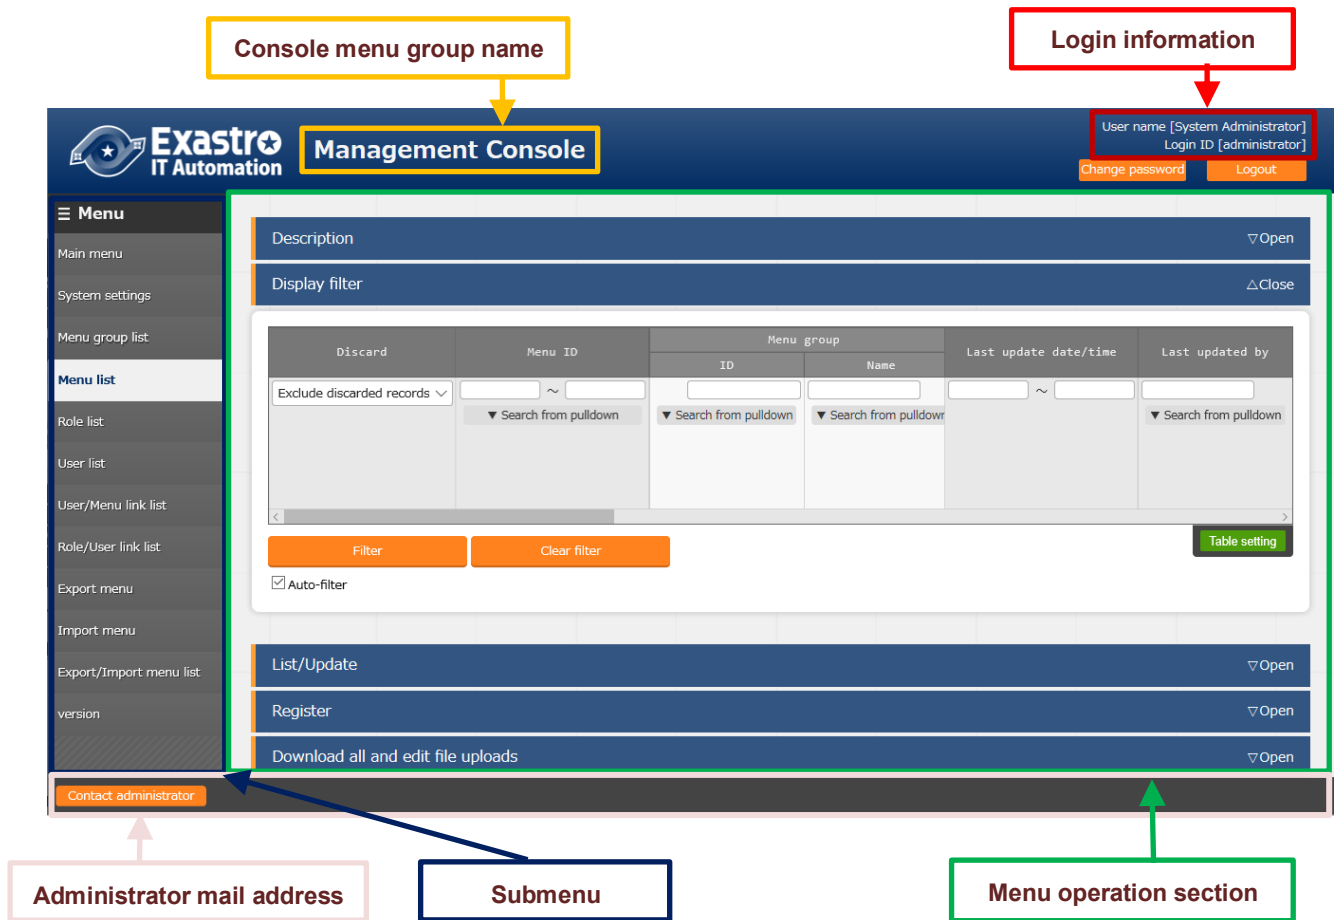 Console menu group name
Login information
Exastro
IT Automation
Management Console
User name [System Administrator]
Login ID [administrator]
Change password
Logout
☰ Menu
Main menu
System settings
Menu group list
Menu list
Role list
User list
User/Menu link list
Role/User link list
Export menu
Import menu
Export/Import menu list
version
Description
▽Open
Display filter
△Close
Discard
Menu ID
Menu group
ID
Name
Last update date/time
Last updated by
Exclude discarded records
～
～
▼ Search from pulldown
▼ Search from pulldown
▼ Search from pulldown
▼ Search from pulldown
Filter
Clear filter
Table setting
Auto-filter
List/Update
▽Open
Register
▽Open
Download all and edit file uploads
▽Open
Contact administrator
Administrator mail address
Submenu
Menu operation section